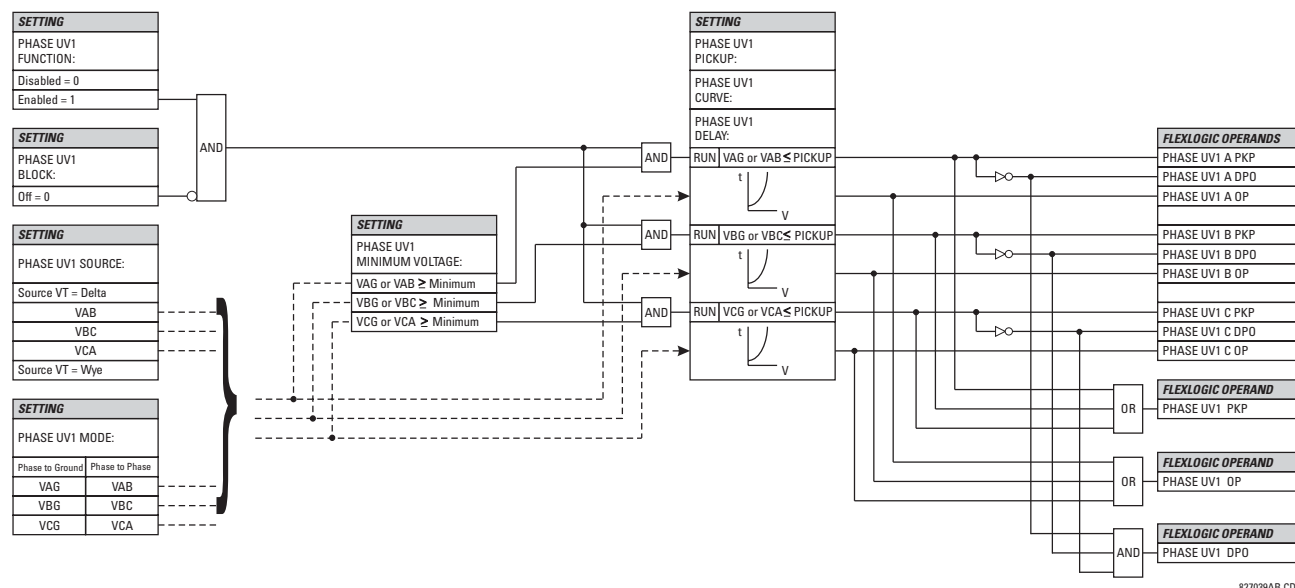 SETTING
PHASE UV1
FUNCTION:
Disabled = 0
Enabled = 1
SETTING
PHASE UV1
BLOCK:
Off = 0
SETTING
PHASE UV1 SOURCE:
Source VT = Delta
VAB
VBC
VCA
Source VT = Wye
SETTING
PHASE UV1 MODE:
Phase to Ground Phase to Phase
VAG VAB
VBG VBC
VCG VCA
AND
SETTING
PHASE UV1
MINIMUM VOLTAGE:
VAG or VAB ≥ Minimum
VBG or VBC ≥ Minimum
VCG or VCA ≥ Minimum
AND
AND
AND
SETTING
PHASE UV1
PICKUP:
PHASE UV1
CURVE:
PHASE UV1
DELAY:
RUN VAG or VAB ≤ PICKUP
t
V
RUN VBG or VBC ≤ PICKUP
t
V
RUN VCG or VCA ≤ PICKUP
t
V
FLEXLOGIC OPERANDS
PHASE UV1 A PKP
PHASE UV1 A DPO
PHASE UV1 A OP
PHASE UV1 B PKP
PHASE UV1 B DPO
PHASE UV1 B OP
PHASE UV1 C PKP
PHASE UV1 C DPO
PHASE UV1 C OP
OR
FLEXLOGIC OPERAND
PHASE UV1 PKP
OR
FLEXLOGIC OPERAND
PHASE UV1 OP
AND
FLEXLOGIC OPERAND
PHASE UV1 DPO
827039AB.CD